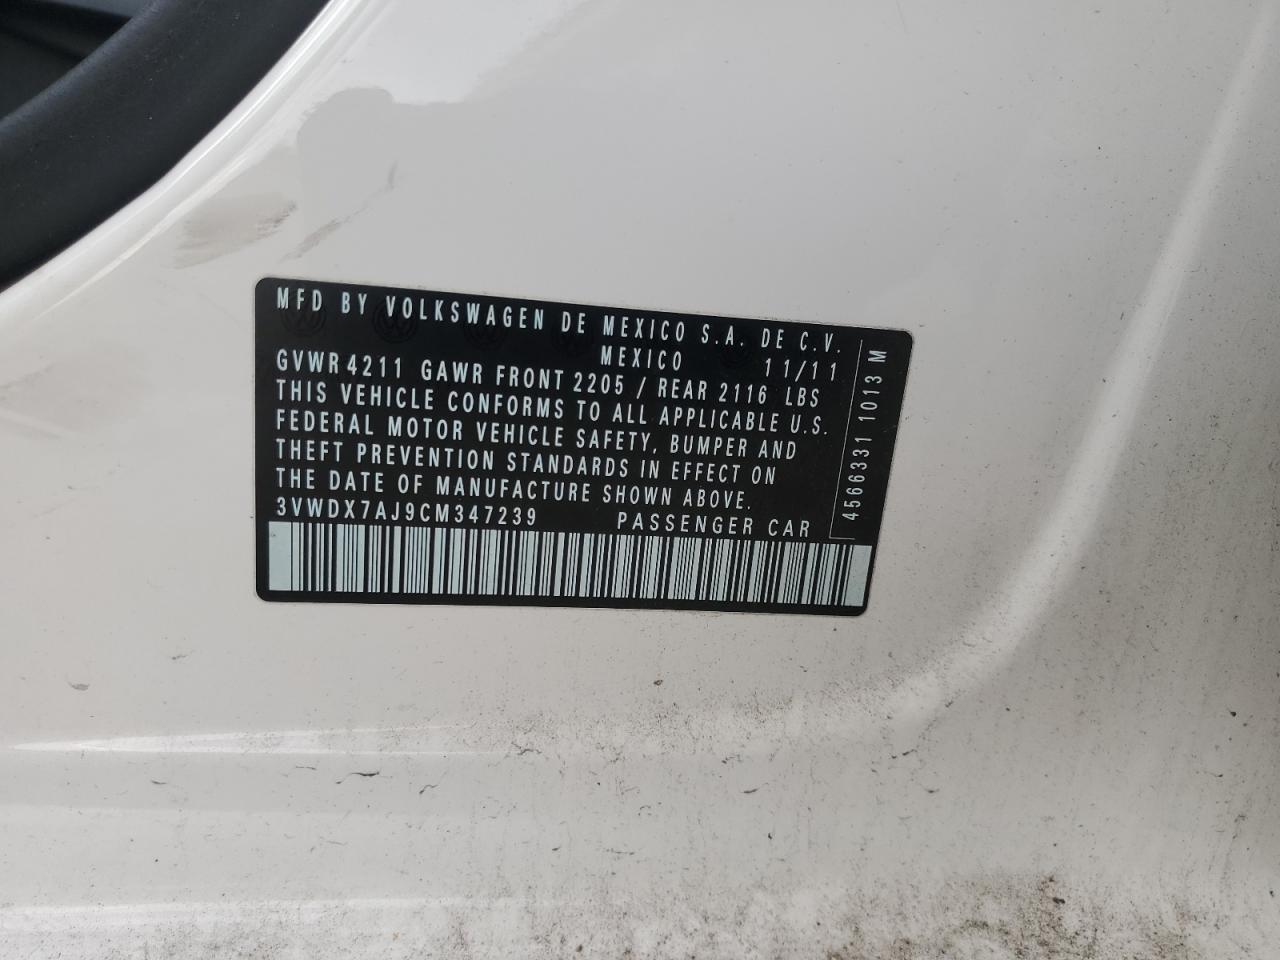 MFD BY VOLKSWAGEN DE MEXICO S.A. DE C.V.
MEXICO 11/11
GVWR 4211 GAWR FRONT 2205 / REAR 2116 LBS
THIS VEHICLE CONFORMS TO ALL APPLICABLE U.S.
FEDERAL MOTOR VEHICLE SAFETY, BUMPER AND
THEFT PREVENTION STANDARDS IN EFFECT ON
THE DATE OF MANUFACTURE SHOWN ABOVE.
3VWDX7AJ9CM347239 PASSENGER CAR
4566331 1013 M